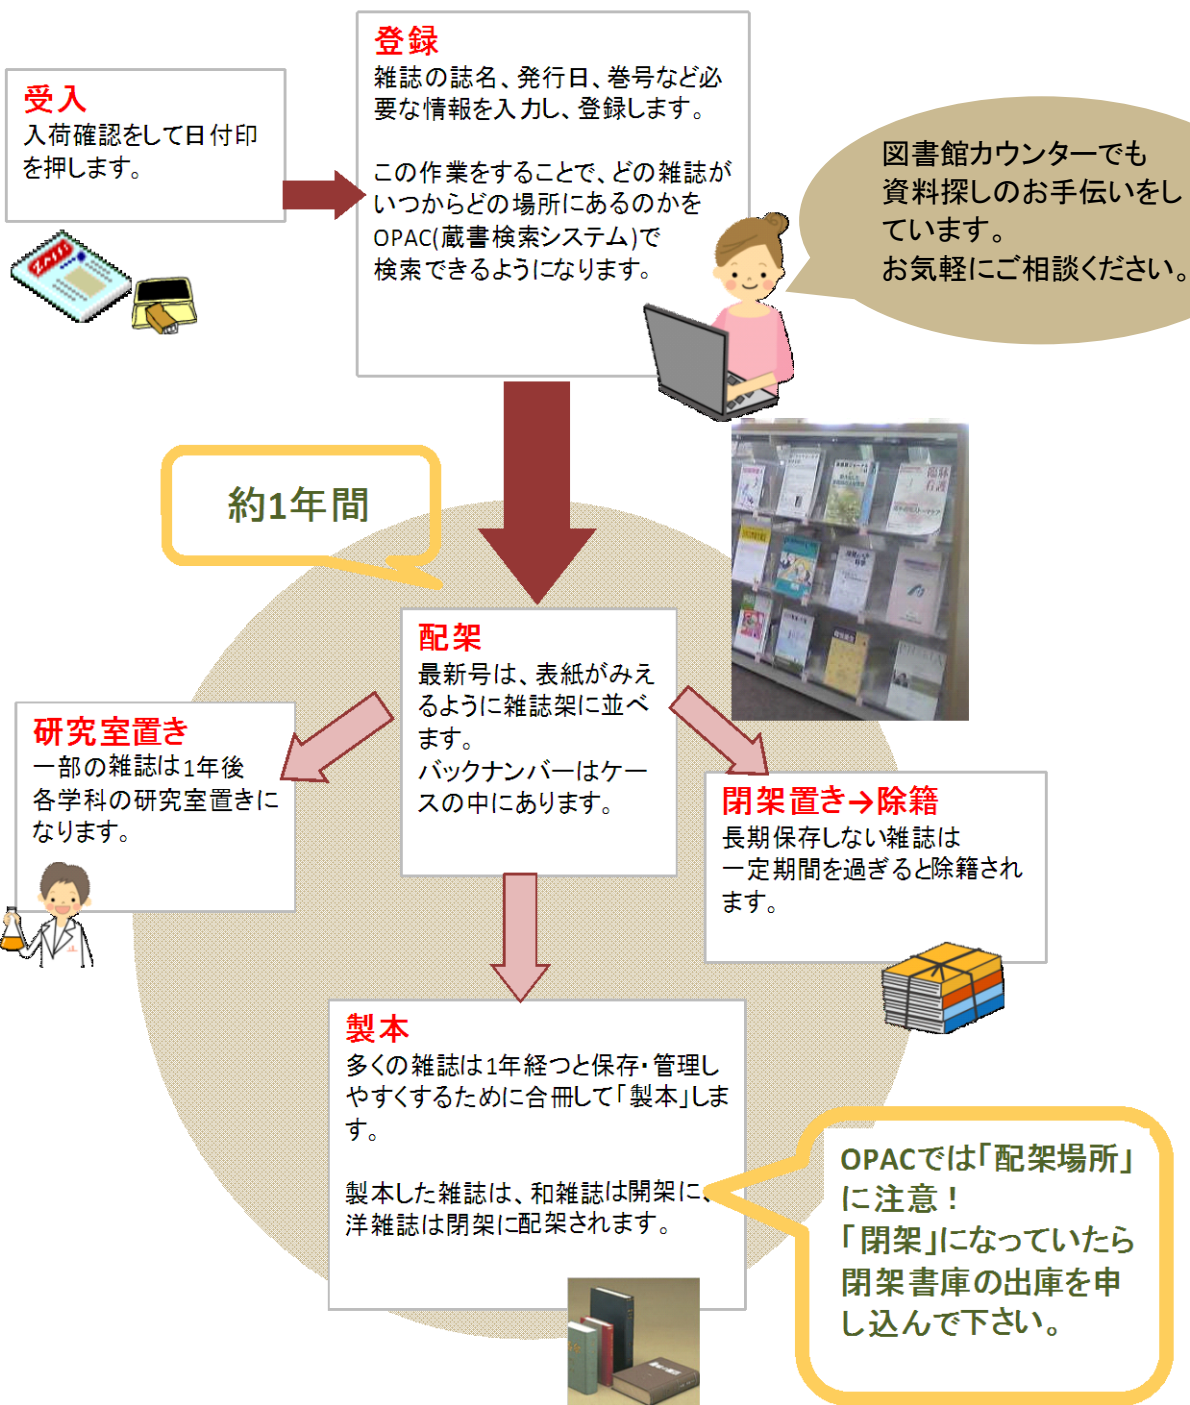 受入
入荷確認をして日付印
を押します。
登録
雑誌の誌名、発行日、巻号など必
要な情報を入力し、登録します。
この作業をすることで、どの雑誌が
いつからどの場所にあるのかを
OPAC(蔵書検索システム)で
検索できるようになります。
図書館カウンターでも
資料探しのお手伝いをし
ています。
お気軽にご相談ください。
約1年間
配架
最新号は、表紙がみえ
るように雑誌架に並べ
ます。
バックナンバーはケー
スの中にあります。
臨牀
看護
研究室置き
一部の雑誌は1年後
各学科の研究室置きに
なります。
閉架置き→除籍
長期保存しない雑誌は
一定期間を過ぎると除籍され
ます。
製本
多くの雑誌は1年経つと保存・管理し
やすくするために合冊して「製本」しま
す。
製本した雑誌は、和雑誌は開架に、
洋雑誌は閉架に配架されます。
OPACでは「配架場所」
に注意！
「閉架」になっていたら
閉架書庫の出庫を申
し込んで下さい。